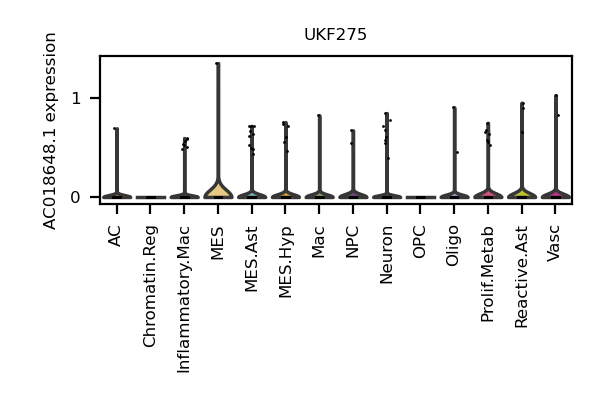 UKF275
AC018648.1 expression
1
0
AC
Chromatin.Reg
Inflammatory.Mac
MES
MES.Ast
MES.Hyp
Mac
NPC
Neuron
OPC
Oligo
Prolif.Metab
Reactive.Ast
Vasc